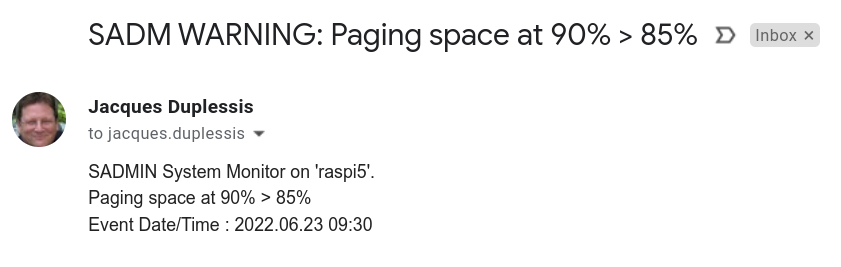 SADM WARNING: Paging space at 90% > 85% Inbox ×
Jacques Duplessis
to jacques.duplessis
SADMIN System Monitor on 'raspi5'.
Paging space at 90% > 85%
Event Date/Time : 2022.06.23 09:30